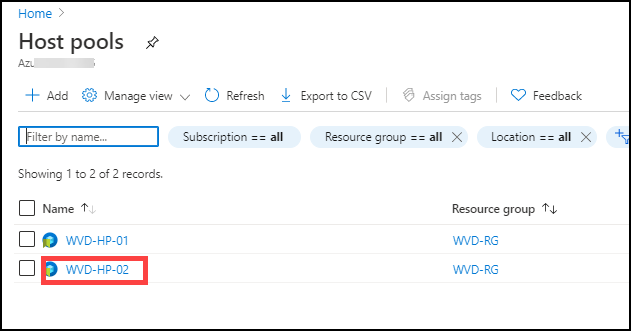 Home >
Host pools
Azu
+ Add Manage view Refresh Export to CSV Assign tags Feedback
Filter by name... Subscription == all Resource group == all Location == all
Showing 1 to 2 of 2 records.
Name ↑↓ Resource group ↑↓
WVD-HP-01 WVD-RG
WVD-HP-02 WVD-RG